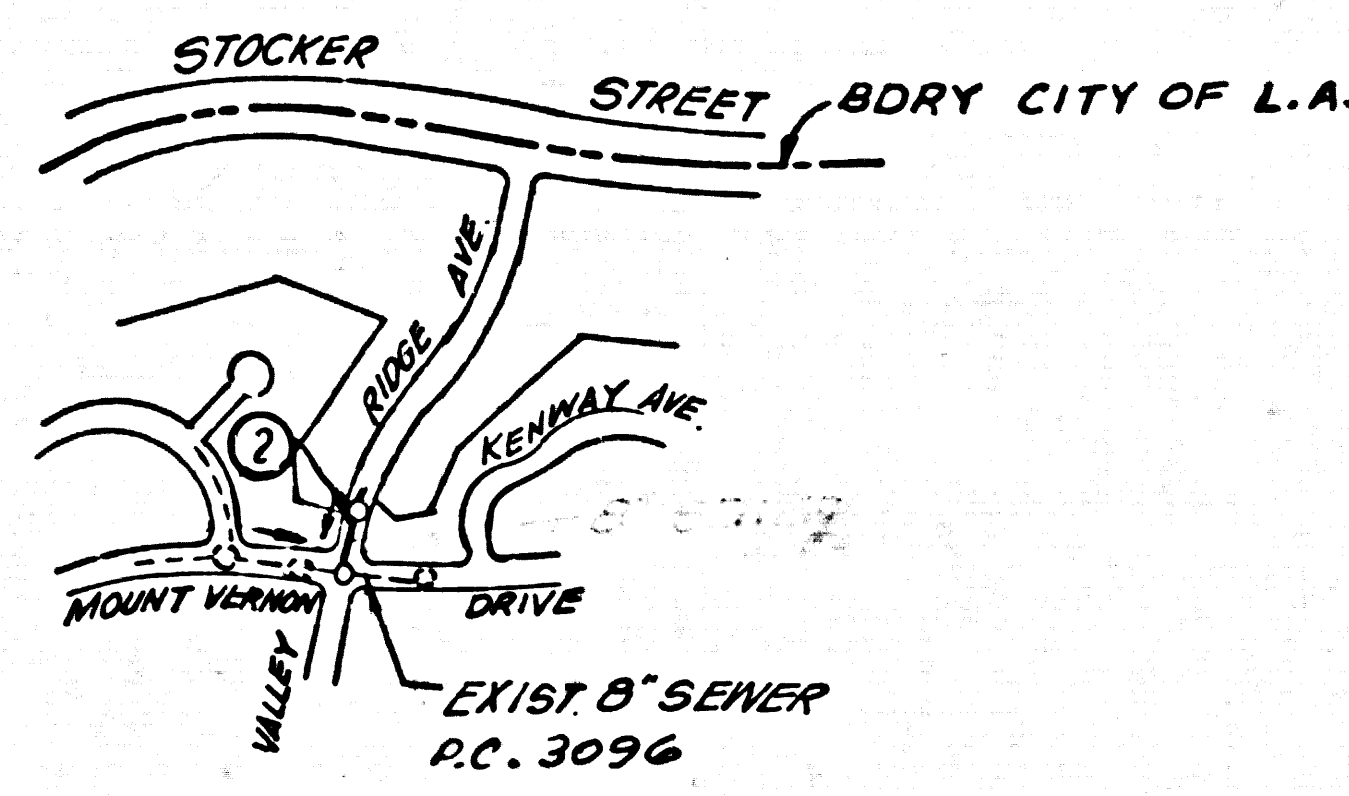 STOCKER
STREET
BDRY CITY OF L.A.
RIDGE AVE.
KENWAY AVE.
2
MOUNT VERNON
DRIVE
VALLEY
EXIST. 8" SEWER
P.C. 3096